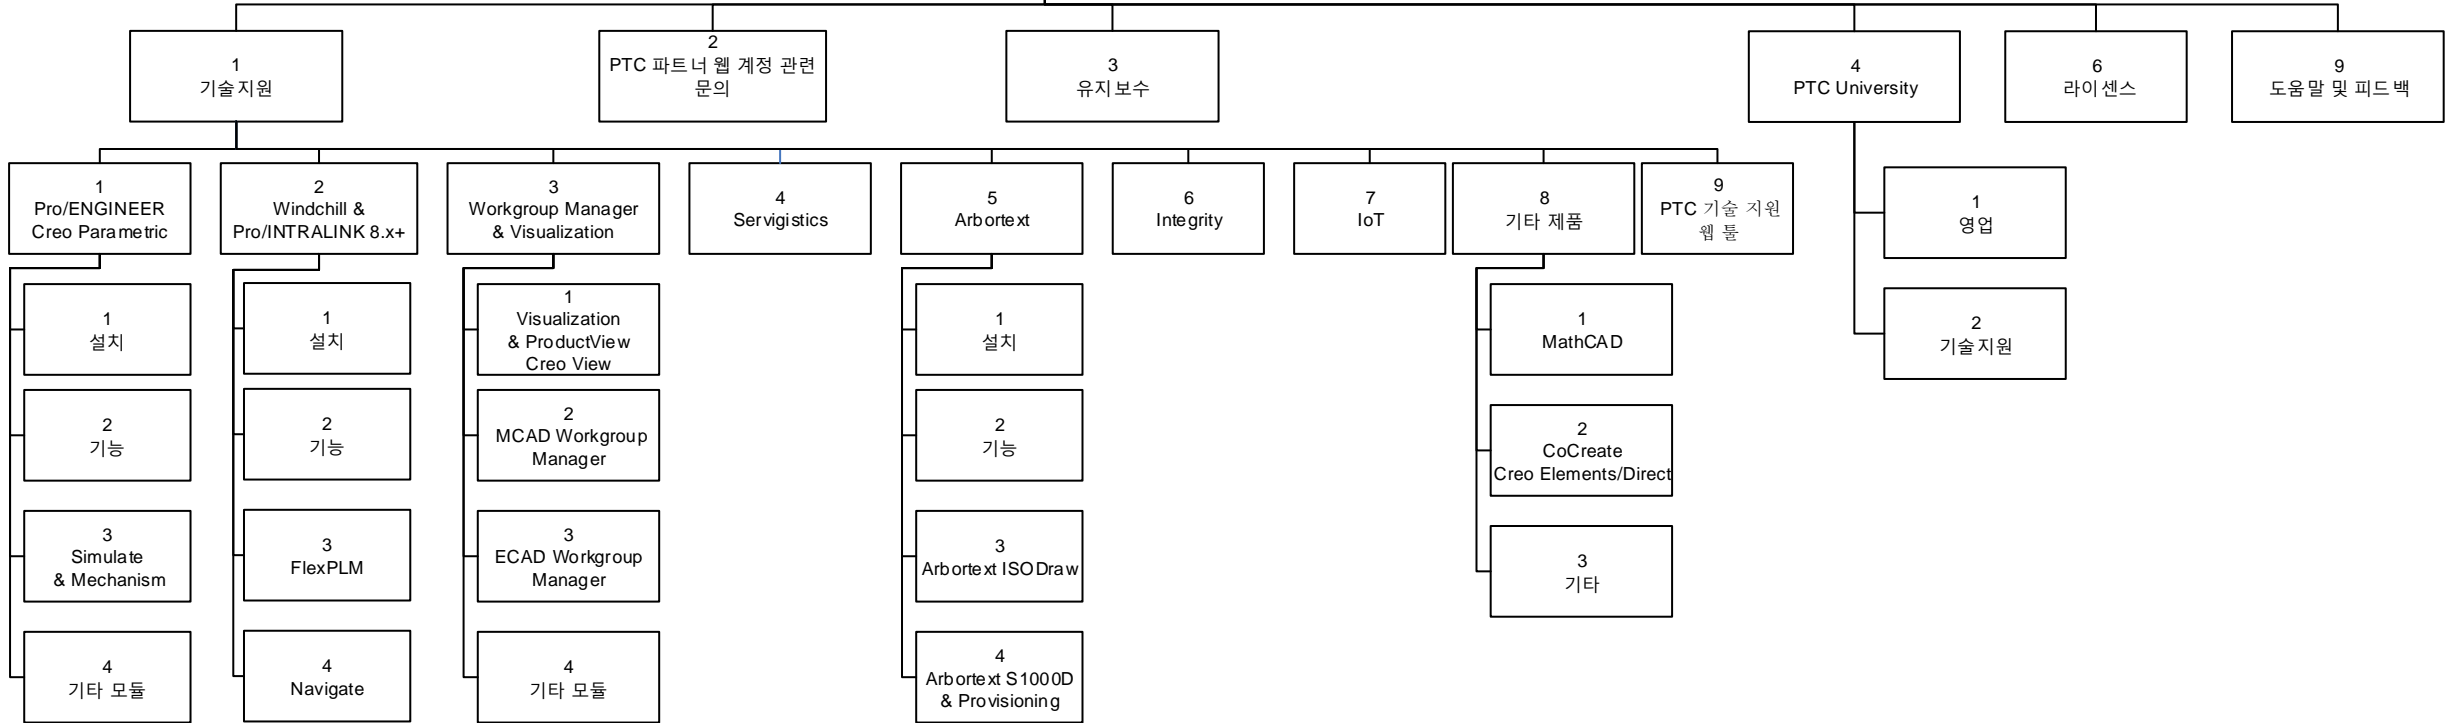 1
기술지원
2
PTC 파트너 웹 계정 관련
문의
3
유지보수
4
PTC University
6
라이센스
9
도움말 및 피드백
1
Pro/ENGINEER
Creo Parametric
2
Windchill &
Pro/INTRALINK 8.x+
3
Workgroup Manager
& Visualization
4
Servigistics
5
Arbortext
6
Integrity
7
IoT
8
기타 제품
9
PTC 기술 지원
웹 툴
1
설치
2
기능
3
Simulate
& Mechanism
4
기타 모듈
1
설치
2
기능
3
FlexPLM
4
Navigate
1
Visualization
& ProductView
Creo View
2
MCAD Workgroup
Manager
3
ECAD Workgroup
Manager
4
기타 모듈
1
설치
2
기능
3
Arbortext ISODraw
4
Arbortext S1000D
& Provisioning
1
MathCAD
2
CoCreate
Creo Elements/Direct
3
기타
1
영업
2
기술지원